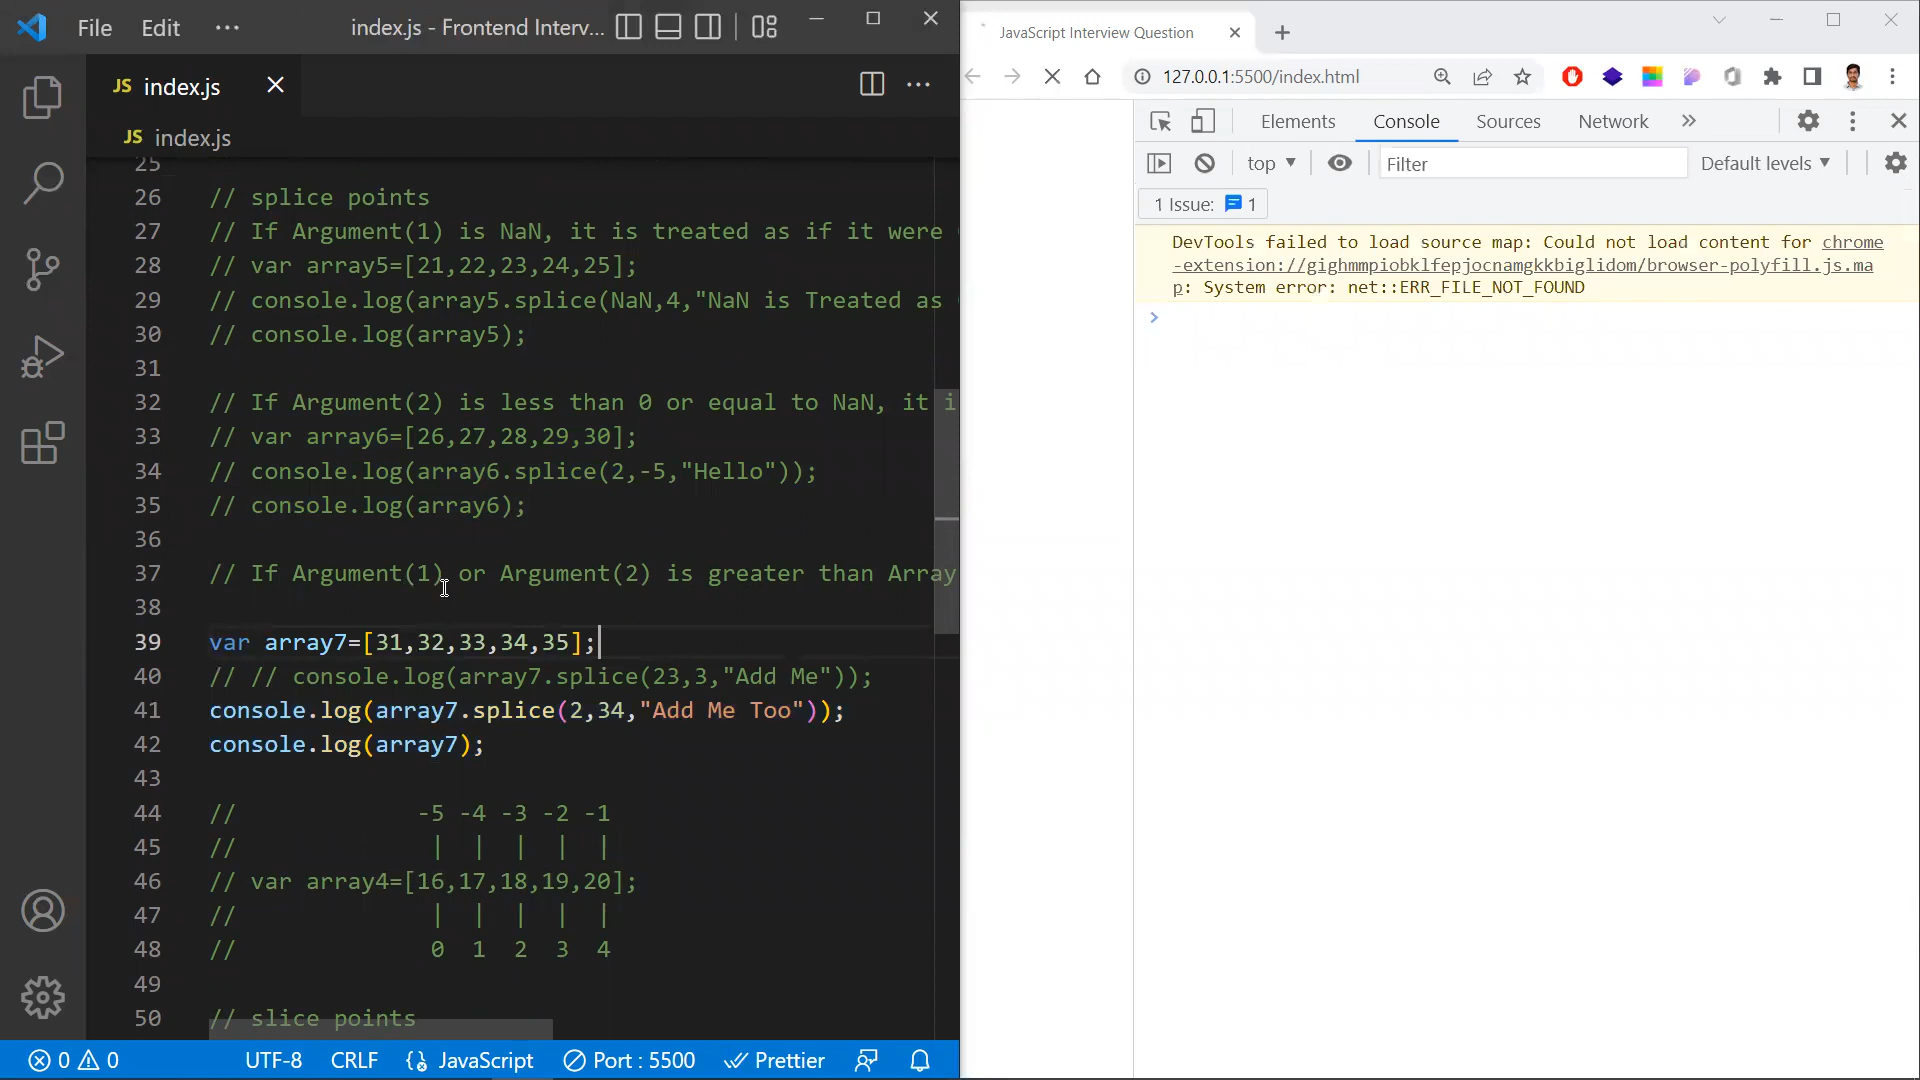 File Edit ··· index.js - Frontend Interv...
JS index.js
JS index.js
25
26 // splice points
27 // If Argument(1) is NaN, it is treated as if it were
28 // var array5=[21,22,23,24,25];
29 // console.log(array5.splice(NaN,4,"NaN is Treated as
30 // console.log(array5);
31
32 // If Argument(2) is less than 0 or equal to NaN, it i
33 // var array6=[26,27,28,29,30];
34 // console.log(array6.splice(2,-5,"Hello"));
35 // console.log(array6);
36
37 // If Argument(1) or Argument(2) is greater than Array
38
39 var array7=[31,32,33,34,35];
40 // // console.log(array7.splice(23,3,"Add Me"));
41 console.log(array7.splice(2,34,"Add Me Too"));
42 console.log(array7);
43
44 // -5 -4 -3 -2 -1
45 // | | | | |
46 // var array4=[16,17,18,19,20];
47 // | | | | |
48 // 0 1 2 3 4
49
50 // slice points
0 0 UTF-8 CRLF JavaScript Port : 5500 Prettier
JavaScript Interview Question
127.0.0.1:5500/index.html
Elements Console Sources Network »
top Filter Default levels
1 Issue: 1
DevTools failed to load source map: Could not load content for chrome
-extension://gighmmpiobklfepjocnamgkkbiglidom/browser-polyfill.js.ma
p: System error: net::ERR_FILE_NOT_FOUND